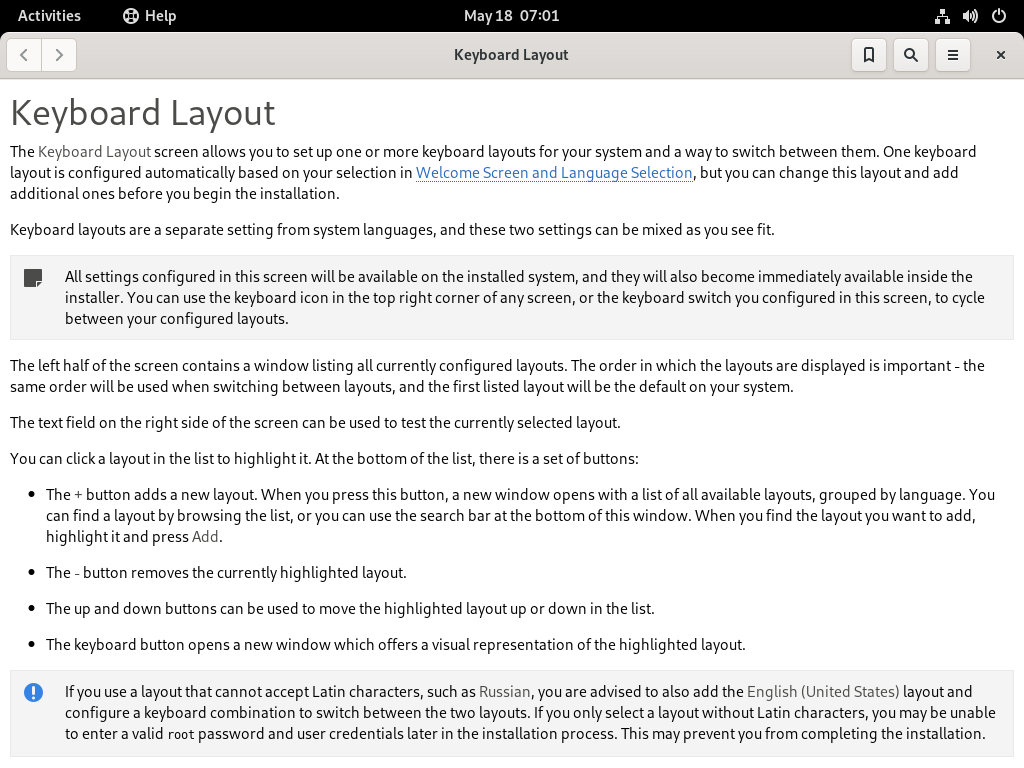 Activities Help May 18 07:01
Keyboard Layout
Keyboard Layout
The Keyboard Layout screen allows you to set up one or more keyboard layouts for your system and a way to switch between them. One keyboard
layout is configured automatically based on your selection in Welcome Screen and Language Selection, but you can change this layout and add
additional ones before you begin the installation.
Keyboard layouts are a separate setting from system languages, and these two settings can be mixed as you see fit.
All settings configured in this screen will be available on the installed system, and they will also become immediately available inside the
installer. You can use the keyboard icon in the top right corner of any screen, or the keyboard switch you configured in this screen, to cycle
between your configured layouts.
The left half of the screen contains a window listing all currently configured layouts. The order in which the layouts are displayed is important - the
same order will be used when switching between layouts, and the first listed layout will be the default on your system.
The text field on the right side of the screen can be used to test the currently selected layout.
You can click a layout in the list to highlight it. At the bottom of the list, there is a set of buttons:
• The + button adds a new layout. When you press this button, a new window opens with a list of all available layouts, grouped by language. You
can find a layout by browsing the list, or you can use the search bar at the bottom of this window. When you find the layout you want to add,
highlight it and press Add.
• The - button removes the currently highlighted layout.
• The up and down buttons can be used to move the highlighted layout up or down in the list.
• The keyboard button opens a new window which offers a visual representation of the highlighted layout.
If you use a layout that cannot accept Latin characters, such as Russian, you are advised to also add the English (United States) layout and
configure a keyboard combination to switch between the two layouts. If you only select a layout without Latin characters, you may be unable
to enter a valid root password and user credentials later in the installation process. This may prevent you from completing the installation.